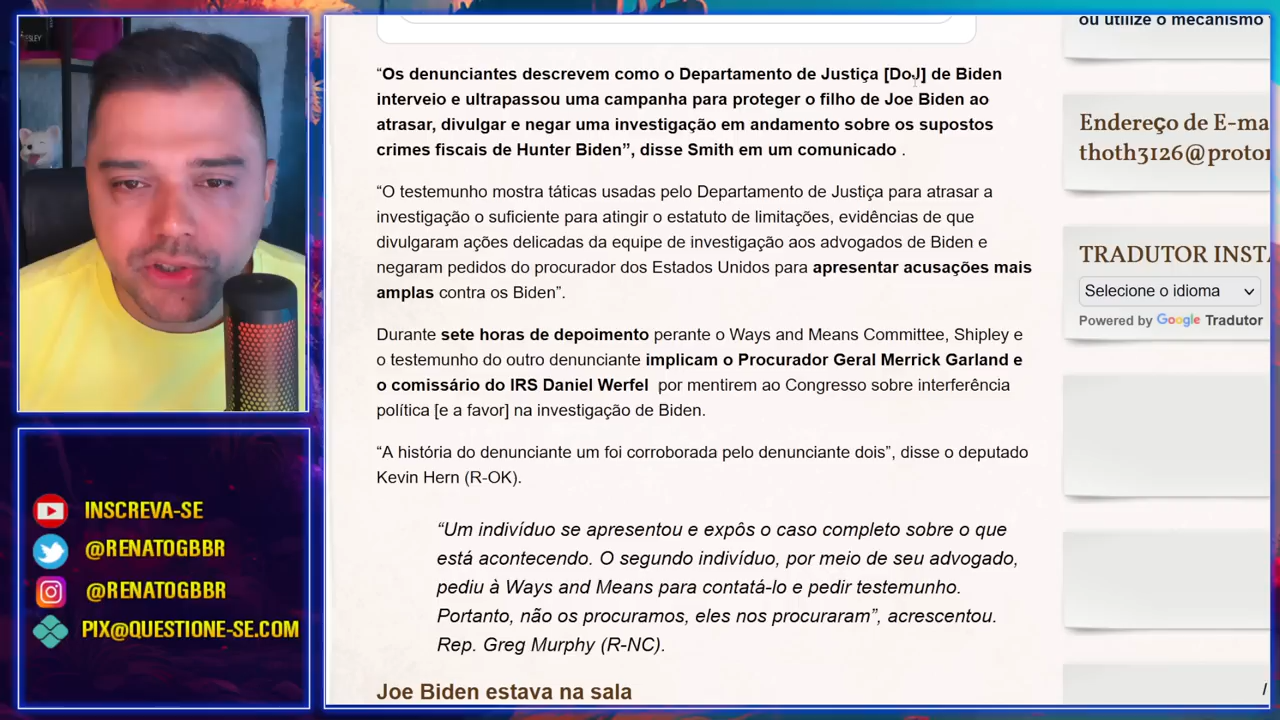 “Os denunciantes descrevem como o Departamento de Justiça [DoJ] de Biden
interveio e ultrapassou uma campanha para proteger o filho de Joe Biden ao
atrasar, divulgar e negar uma investigação em andamento sobre os supostos
crimes fiscais de Hunter Biden”, disse Smith em um comunicado .
“O testemunho mostra táticas usadas pelo Departamento de Justiça para atrasar a
investigação o suficiente para atingir o estatuto de limitações, evidências de que
divulgaram ações delicadas da equipe de investigação aos advogados de Biden e
negaram pedidos do procurador dos Estados Unidos para apresentar acusações mais
amplas contra os Biden”.
Durante sete horas de depoimento perante o Ways and Means Committee, Shipley e
o testemunho do outro denunciante implicam o Procurador Geral Merrick Garland e
o comissário do IRS Daniel Werfel por mentirem ao Congresso sobre interferência
política [e a favor] na investigação de Biden.
“A história do denunciante um foi corroborada pelo denunciante dois”, disse o deputado
Kevin Hern (R-OK).
“Um indivíduo se apresentou e expôs o caso completo sobre o que
está acontecendo. O segundo indivíduo, por meio de seu advogado,
pediu à Ways and Means para contatá-lo e pedir testemunho.
Portanto, não os procuramos, eles nos procuraram”, acrescentou.
Rep. Greg Murphy (R-NC).
Joe Biden estava na sala
ou utilize o mecanismo
Endereço de E-ma
thoth3126@proto
TRADUTOR INST
Selecione o idioma
Powered by Google Tradutor
INSCREVA-SE
@RENATOGBBR
@RENATOGBBR
PIX@QUESTIONE-SE.COM